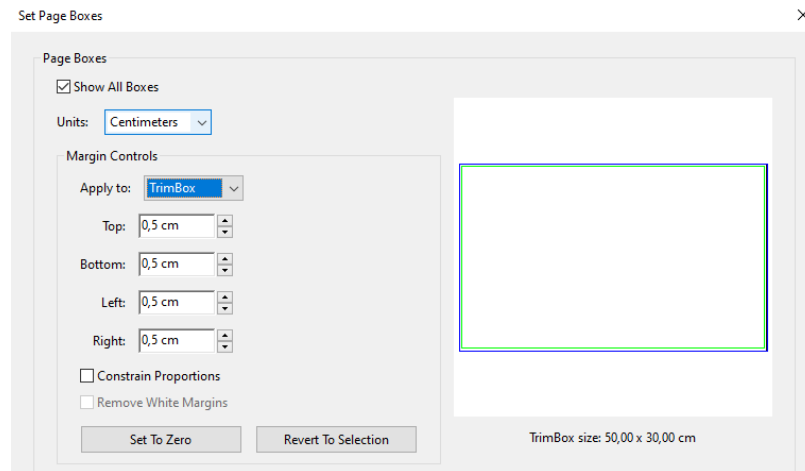 Set Page Boxes
Page Boxes
Show All Boxes
Units: Centimeters
Margin Controls
Apply to: TrimBox
Top: 0,5 cm
Bottom: 0,5 cm
Left: 0,5 cm
Right: 0,5 cm
Constrain Proportions
Remove White Margins
Set To Zero Revert To Selection
TrimBox size: 50,00 x 30,00 cm